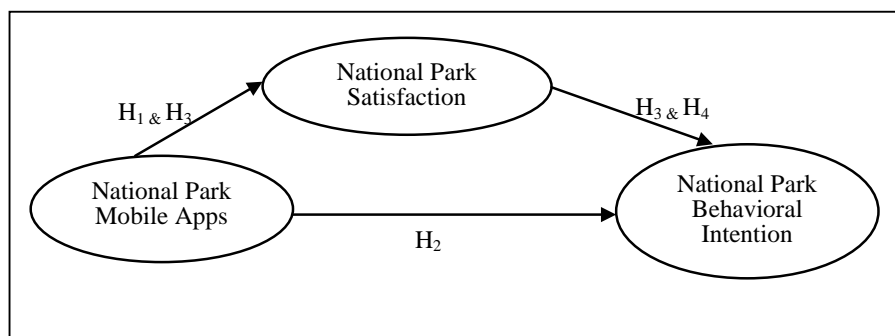 National Park
Satisfaction
H1 & H3
H3 & H4
National Park
Mobile Apps
National Park
Behavioral
Intention
H2